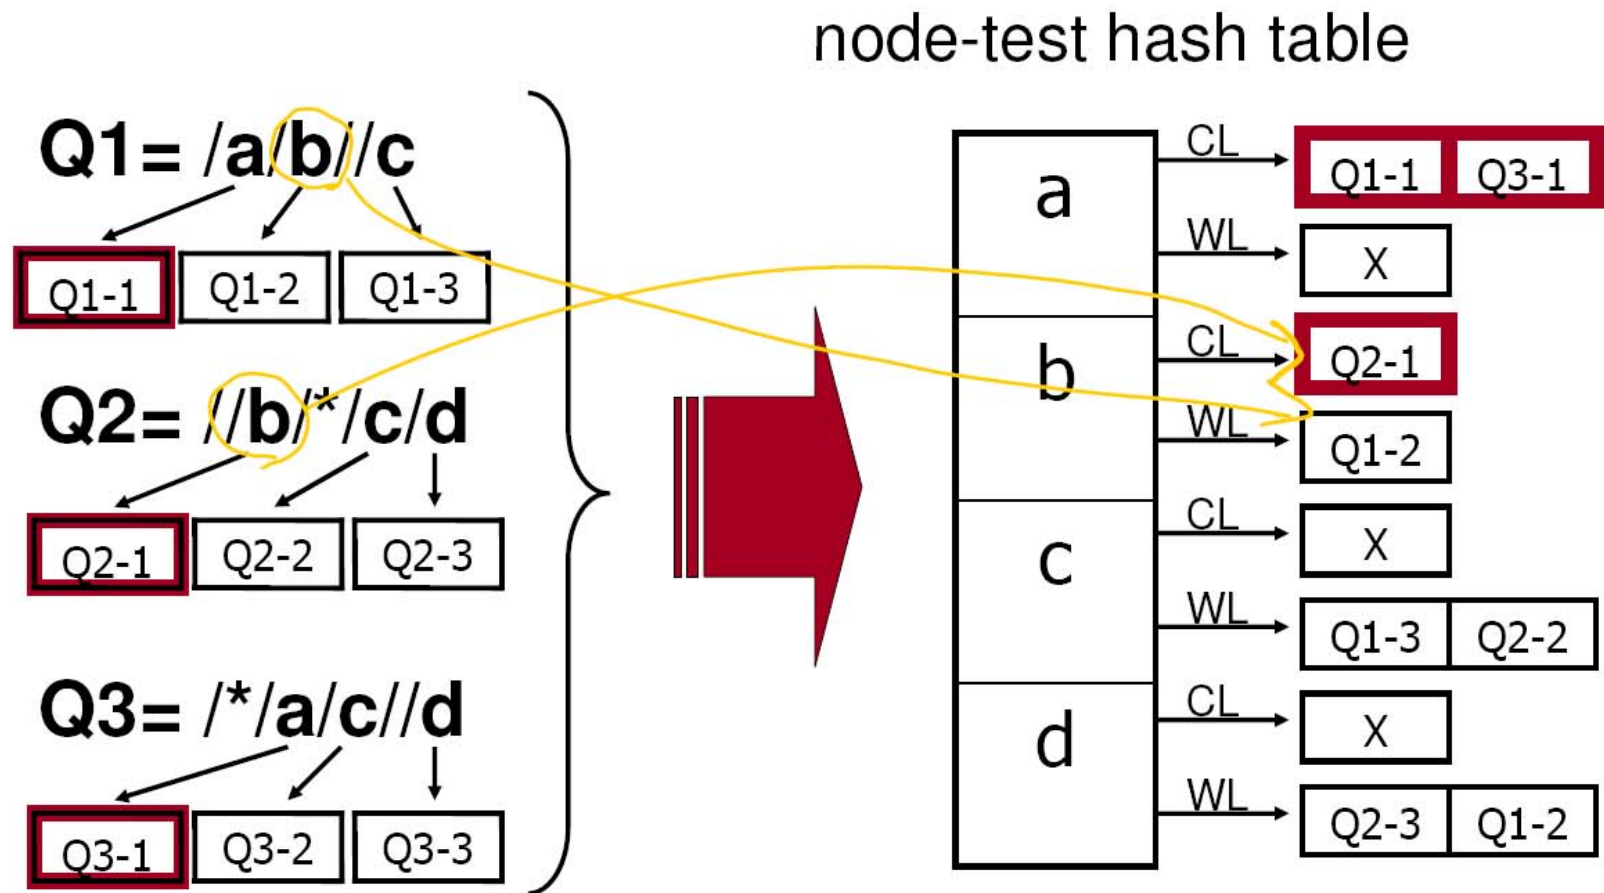 node-test hash table
Q1= /a/b//c
Q1-1 Q1-2 Q1-3
Q2= //b/*/c/d
Q2-1 Q2-2 Q2-3
Q3= /*/a/c//d
Q3-1 Q3-2 Q3-3
a
CL Q1-1 Q3-1
WL X
b
CL Q2-1
WL Q1-2
c
CL X
WL Q1-3 Q2-2
d
CL X
WL Q2-3 Q1-2